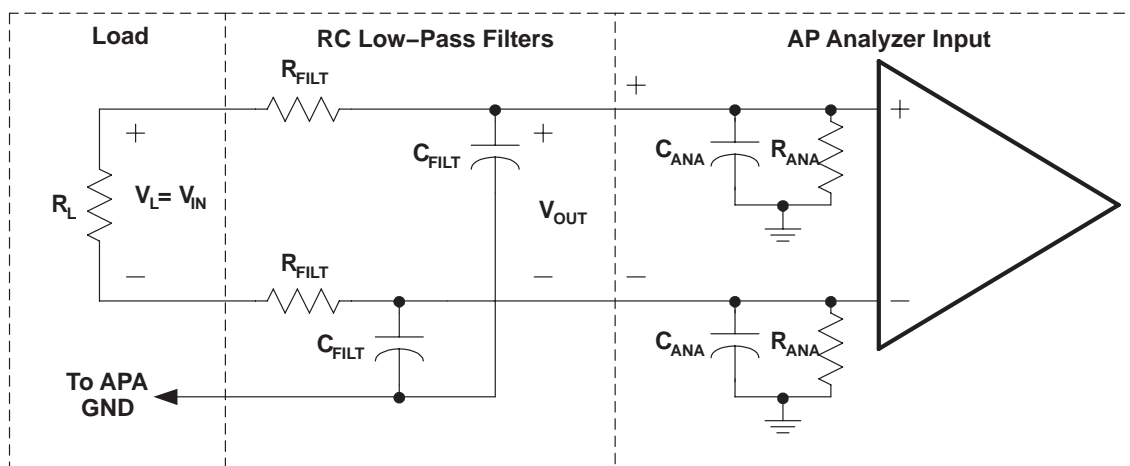 Load
RC Low–Pass Filters
AP Analyzer Input
R_FILT
+
+
+
+
C_FILT
C_ANA
R_ANA
R_L
V_L= V_IN
V_OUT
−
R_FILT
−
−
−
C_FILT
C_ANA
R_ANA
To APA
GND